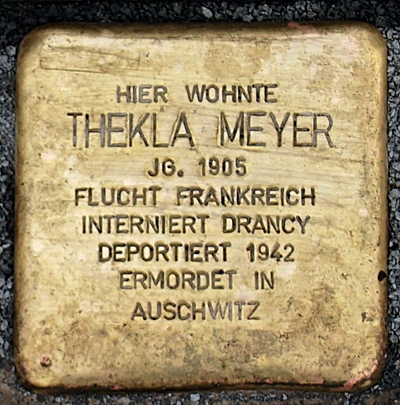 HIER WOHNTE
THEKLA MEYER
JG. 1905
FLUCHT FRANKREICH
INTERNIERT DRANCY
DEPORTIERT 1942
ERMORDET IN
AUSCHWITZ